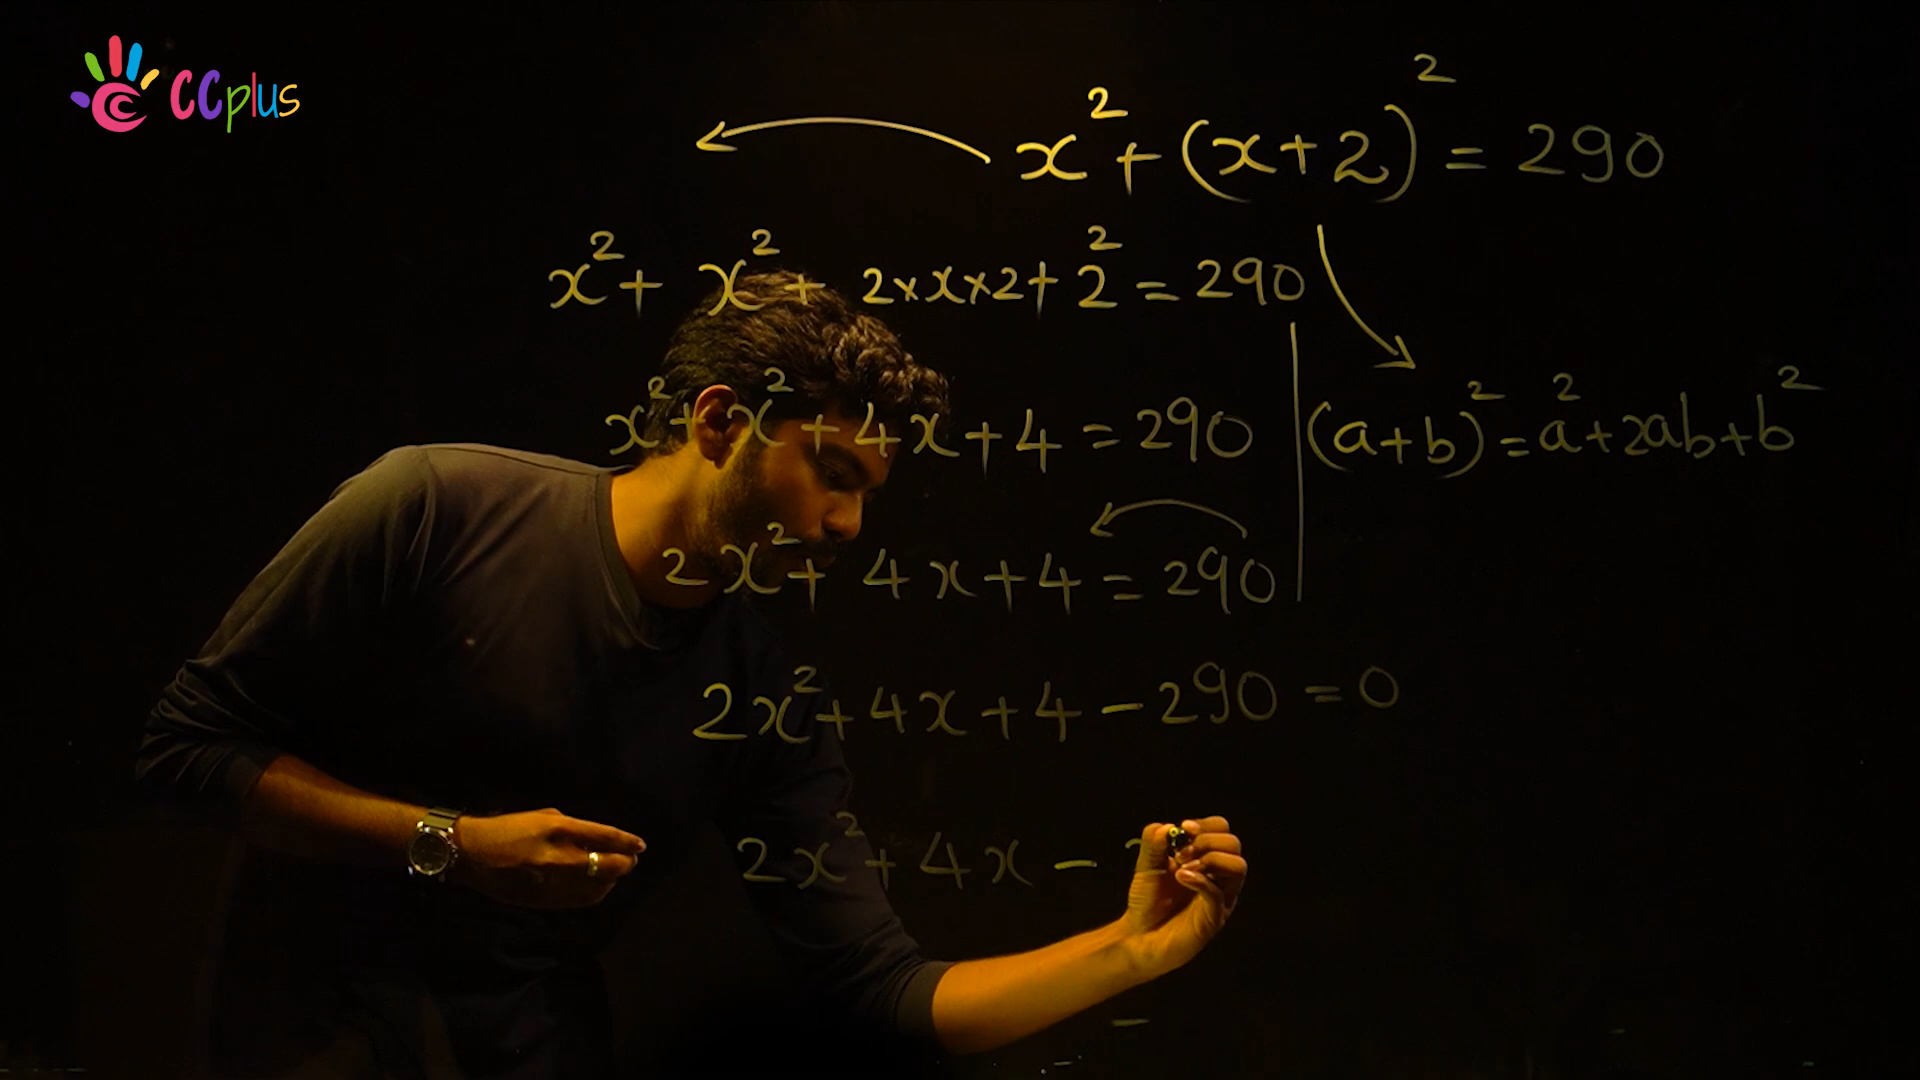 CCplus
x² + (x+2)² = 290
x² + x² + 2×x×2 + 2² = 290
x² + x² + 4x + 4 = 290
(a+b)² = a² + 2ab + b²
2x² + 4x + 4 = 290
2x² + 4x + 4 - 290 = 0
2x² + 4x -